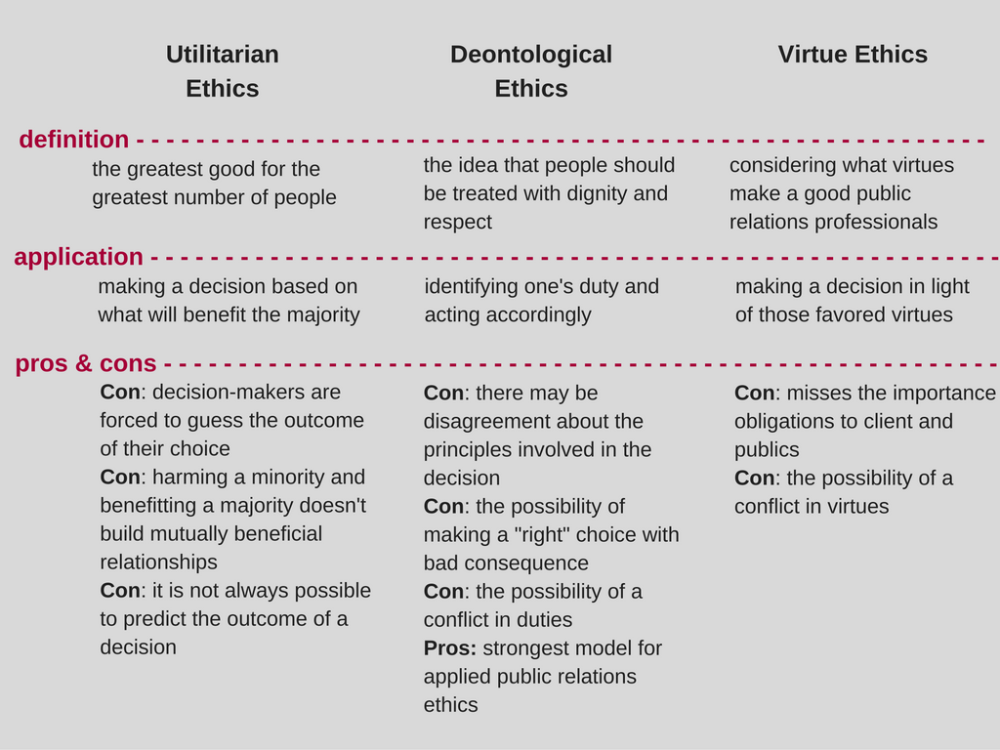 Utilitarian
Ethics
Deontological
Ethics
Virtue Ethics
definition
the greatest good for the
greatest number of people
the idea that people should
be treated with dignity and
respect
considering what virtues
make a good public
relations professionals
application
making a decision based on
what will benefit the majority
identifying one's duty and
acting accordingly
making a decision in light
of those favored virtues
pros & cons
Con: decision-makers are
forced to guess the outcome
of their choice
Con: harming a minority and
benefitting a majority doesn't
build mutually beneficial
relationships
Con: it is not always possible
to predict the outcome of a
decision
Con: there may be
disagreement about the
principles involved in the
decision
Con: the possibility of
making a "right" choice with
bad consequence
Con: the possibility of a
conflict in duties
Pros: strongest model for
applied public relations
ethics
Con: misses the importance
obligations to client and
publics
Con: the possibility of a
conflict in virtues